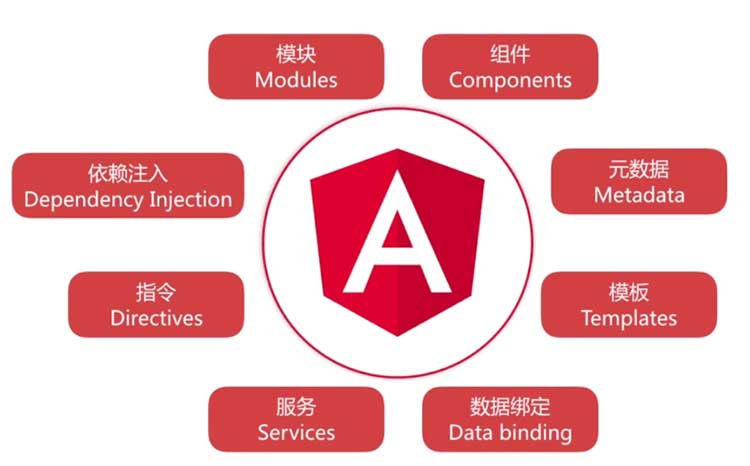 模块
Modules
组件
Components
依赖注入
Dependency Injection
元数据
Metadata
指令
Directives
模板
Templates
服务
Services
数据绑定
Data binding